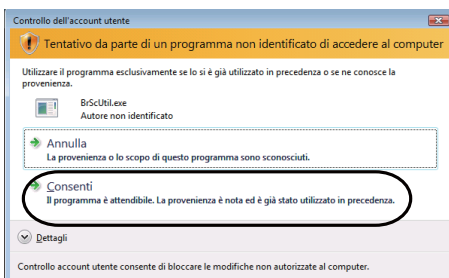 Controllo dell'account utente
Tentativo da parte di un programma non identificato di accedere al computer
Utilizzare il programma esclusivamente se lo si è già utilizzato in precedenza o se ne conosce la
provenienza.
BrScUtil.exe
Autore non identificato
Annulla
La provenienza o lo scopo di questo programma sono sconosciuti.
Consenti
Il programma è attendibile. La provenienza è nota ed è già stato utilizzato in precedenza.
Dettagli
Controllo account utente consente di bloccare le modifiche non autorizzate al computer.